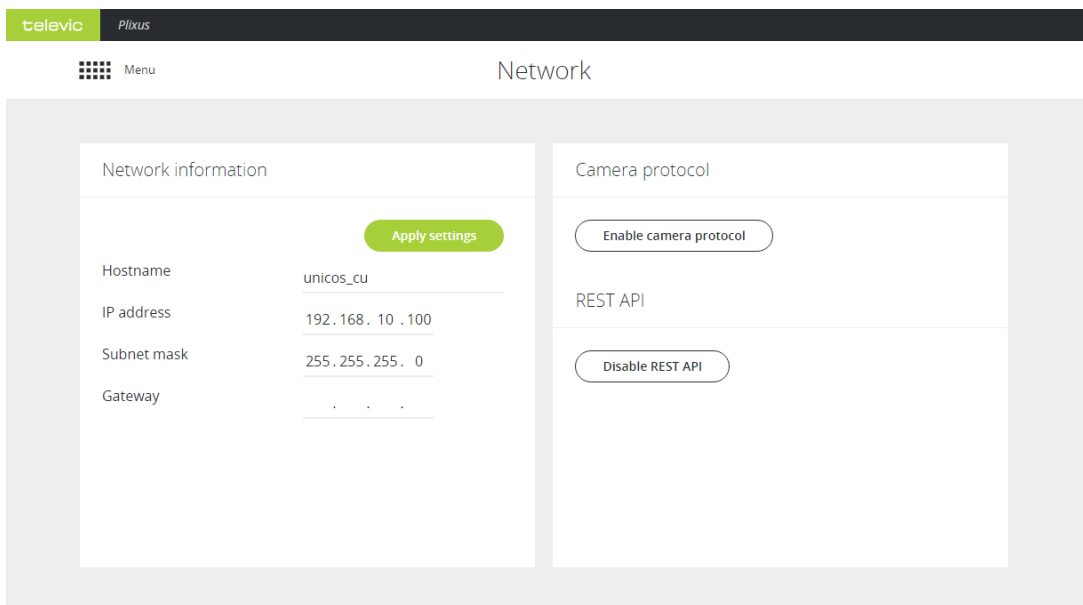 televic Plixus
Menu
Network
Network information
Apply settings
Hostname unicos_cu
IP address 192.168. 10 .100
Subnet mask 255.255.255. 0
Gateway . . .
Camera protocol
Enable camera protocol
REST API
Disable REST API